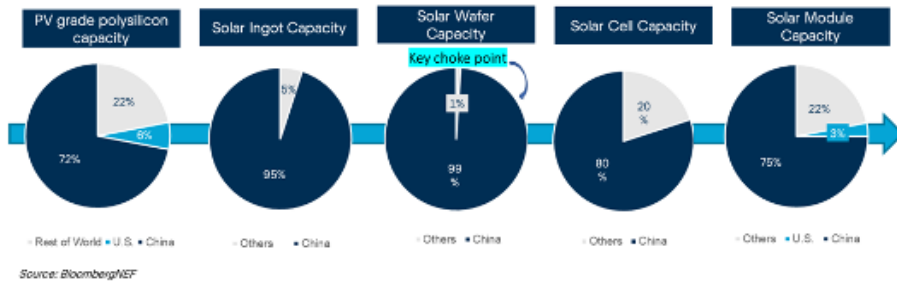 PV grade polysilicon
capacity
Solar Ingot Capacity
Solar Wafer
Capacity
Solar Cell Capacity
Solar Module
Capacity
Key choke point
22%
6%
72%
5%
95%
1%
99
%
20
%
80
%
22%
3%
75%
Rest of World U.S. China
Others China
Others China
Others China
Others U.S. China
Source: BloombergNEF